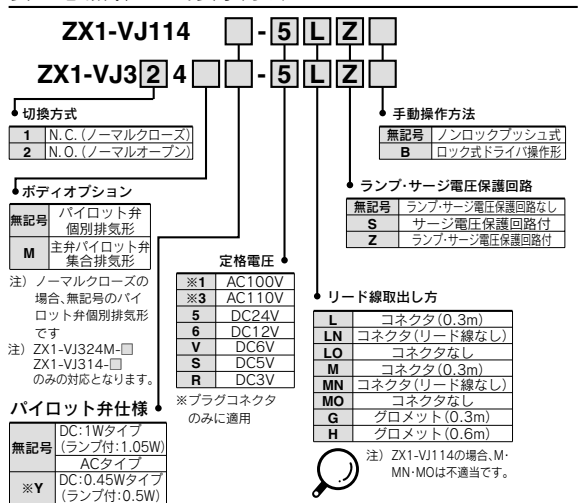 ZX1-VJ114 □-5LZ□
ZX1-VJ324□□-5LZ□
切換方式
1 N.C.(ノーマルクローズ)
2 N.O.(ノーマルオープン)
ボディオプション
無記号 パイロット弁
個別排気形
M 主弁パイロット弁
集合排気形
注) ノーマルクローズの
場合、無記号のパイ
ロット弁個別排気形
です
注) ZX1-VJ324M-□
ZX1-VJ314-□
のみの対応となります。
パイロット弁仕様
無記号 DC:1Wタイプ
(ランプ付:1.05W)
ACタイプ
※Y DC:0.45Wタイプ
(ランプ付:0.5W)
定格電圧
※1 AC100V
※3 AC110V
5 DC24V
6 DC12V
V DC6V
S DC5V
R DC3V
※プラグコネクタ
のみに適用
手動操作方法
無記号 ノンロックプッシュ式
B ロック式ドライバ操作形
ランプ・サージ電圧保護回路
無記号 ランプ・サージ電圧保護回路なし
S サージ電圧保護回路付
Z ランプ・サージ電圧保護回路付
リード線取出し方
L コネクタ(0.3m)
LN コネクタ(リード線なし)
LO コネクタなし
M コネクタ(0.3m)
MN コネクタ(リード線なし)
MO コネクタなし
G グロメット(0.3m)
H グロメット(0.6m)
注) ZX1-VJ114の場合、M・
MN・MOは不適当です。